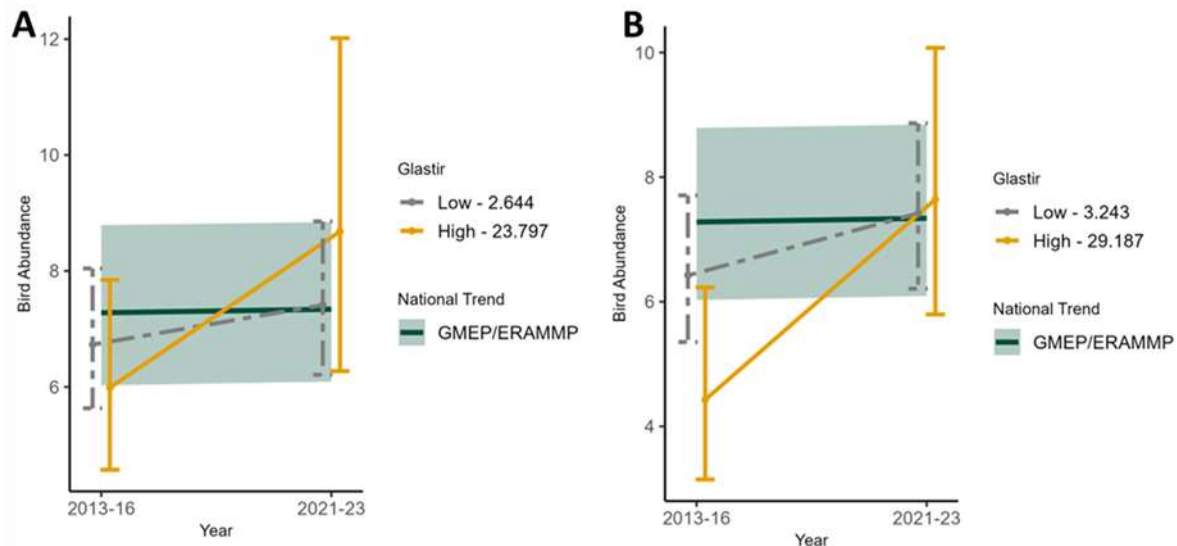 A
12
10
8
6
Bird Abundance
2013-16
2021-23
Year
Glastir
Low - 2.644
High - 23.797
National Trend
GMEP/ERAMMP
B
10
8
6
4
Bird Abundance
2013-16
2021-23
Year
Glastir
Low - 3.243
High - 29.187
National Trend
GMEP/ERAMMP